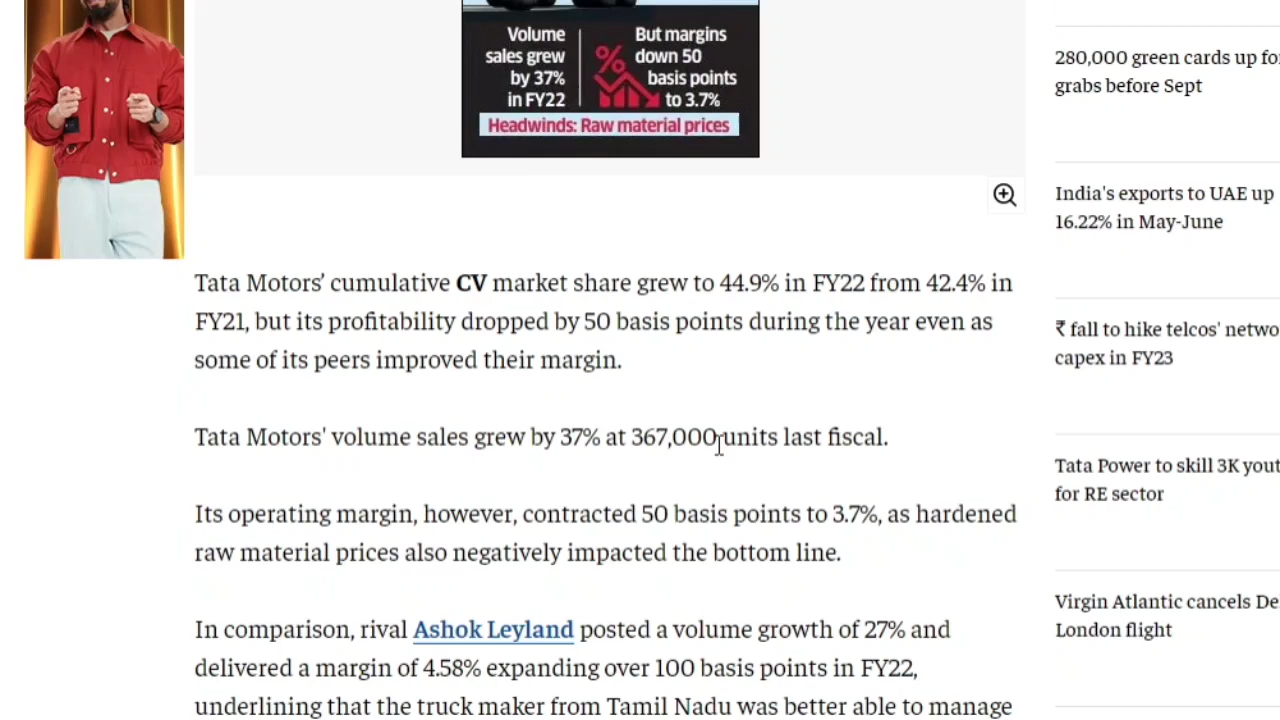 Volume
sales grew
by 37%
in FY22
But margins
down 50
basis points
to 3.7%
Headwinds: Raw material prices
Tata Motors' cumulative CV market share grew to 44.9% in FY22 from 42.4% in
FY21, but its profitability dropped by 50 basis points during the year even as
some of its peers improved their margin.
Tata Motors' volume sales grew by 37% at 367,000 units last fiscal.
Its operating margin, however, contracted 50 basis points to 3.7%, as hardened
raw material prices also negatively impacted the bottom line.
In comparison, rival Ashok Leyland posted a volume growth of 27% and
delivered a margin of 4.58% expanding over 100 basis points in FY22,
underlining that the truck maker from Tamil Nadu was better able to manage
280,000 green cards up
grabs before Sept
India's exports to UAE up
16.22% in May-June
₹ fall to hike telcos'
capex in FY23
Tata Power to skill 3K
for RE sector
Virgin Atlantic cancels
London flight